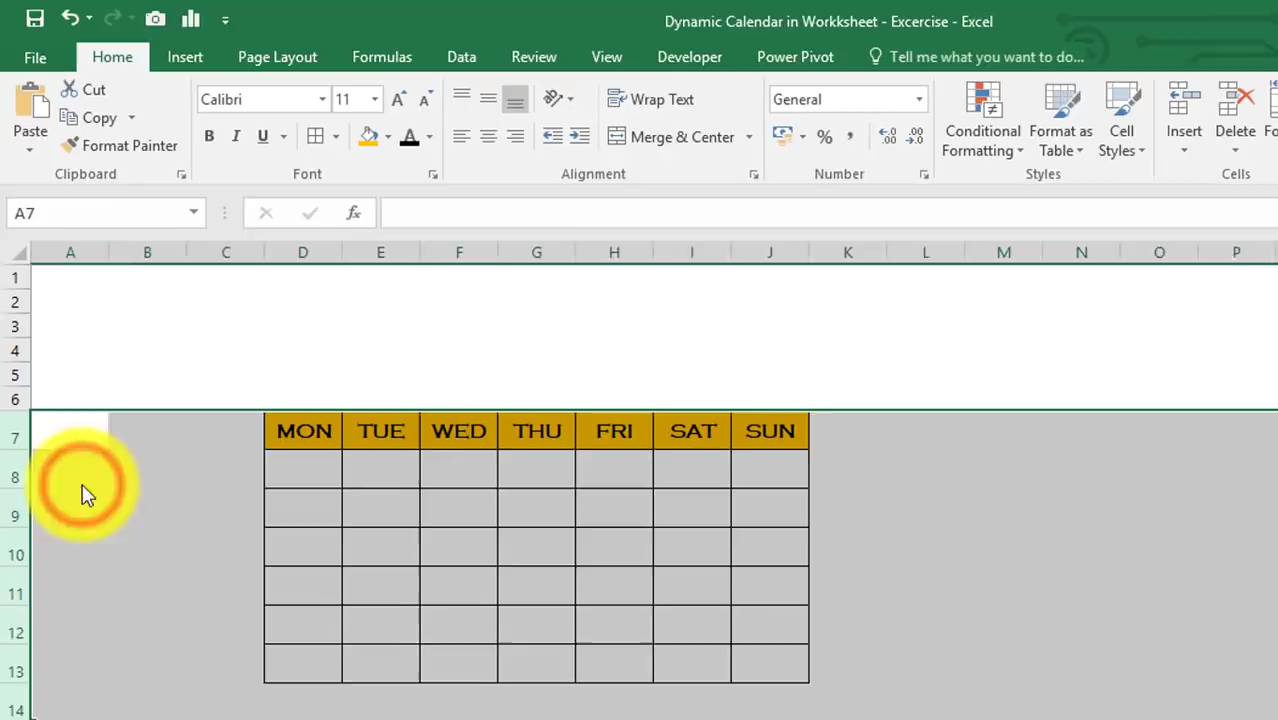 Dynamic Calendar in Workksheet - Excercise - Excel
File Home Insert Page Layout Formulas Data Review View Developer Power Pivot Tell me what you want to do...
Cut
Copy
Format Painter
Paste
Clipboard
Calibri 11
B I U
Font
Wrap Text
Merge & Center
Alignment
General
%
Number
Conditional Formatting
Format as Table
Cell Styles
Styles
Insert Delete
Cells
A7 fx
A B C D E F G H I J K L M N O P
1
2
3
4
5
6
7 MON TUE WED THU FRI SAT SUN
8
9
10
11
12
13
14